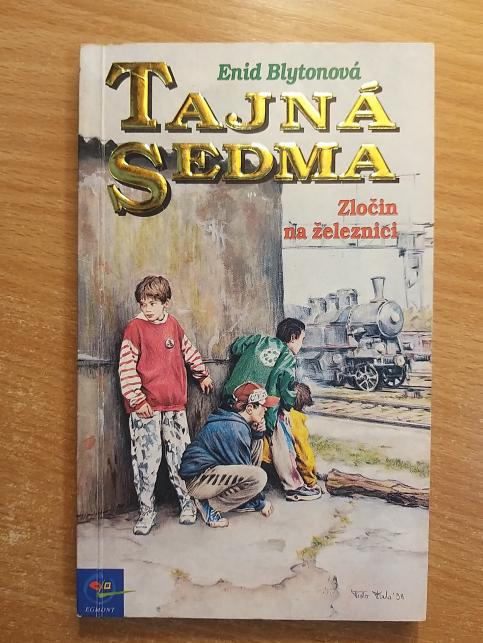 Enid Blytonová
TAJNÁ
SEDMA
Zločin
na železnici
EGMONT